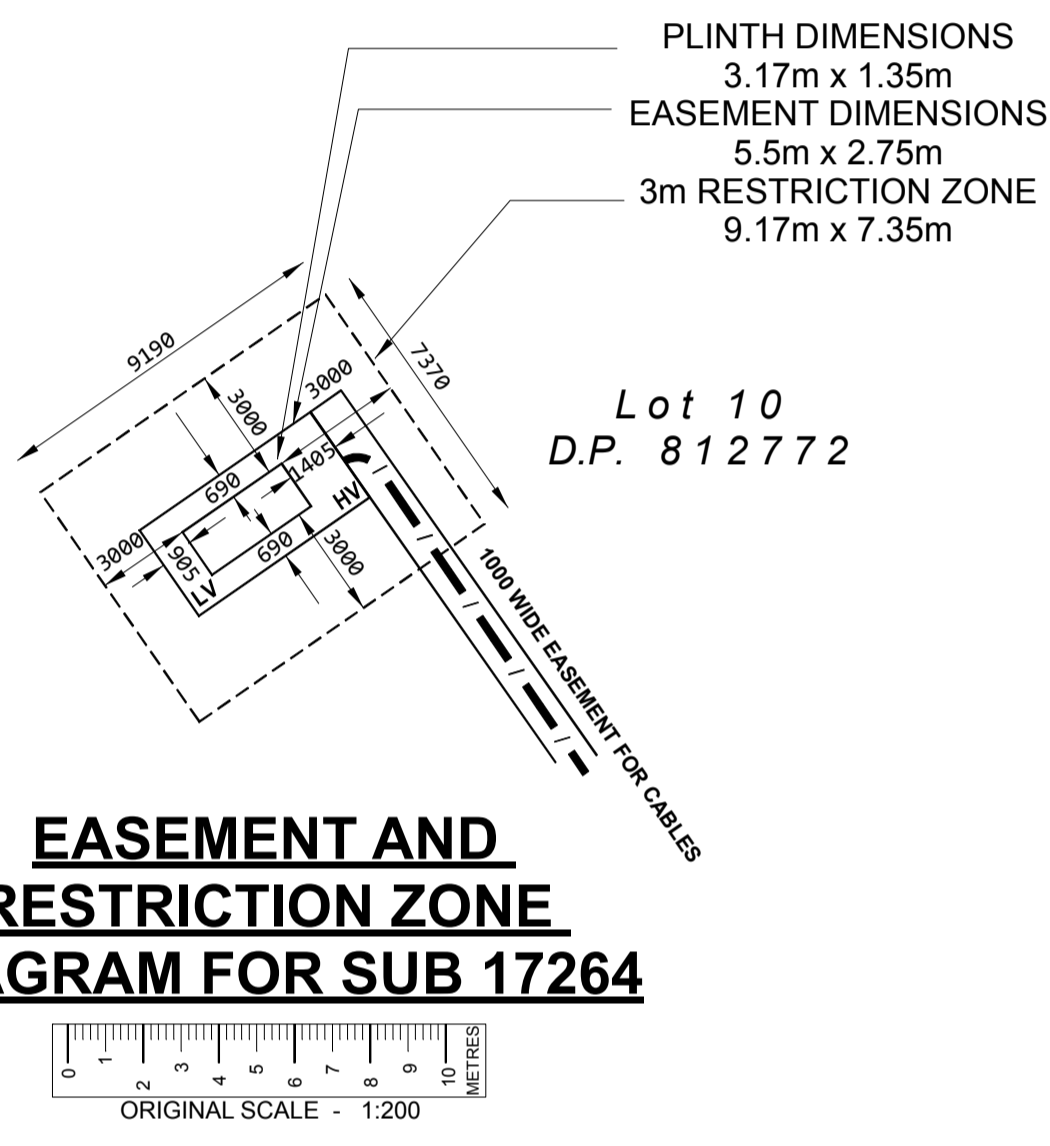 PLINTH DIMENSIONS
3.17m x 1.35m
EASEMENT DIMENSIONS
5.5m x 2.75m
3m RESTRICTION ZONE
9.17m x 7.35m
9190
7370
3000
3000
1405
690
HV
Lot 10
D.P. 812772
3000
905
LV
690
3000
1000 WIDE EASEMENT FOR CABLES
EASEMENT AND
RESTRICTION ZONE
AGRAM FOR SUB 17264
0 1 2 3 4 5 6 7 8 9 10 METRES
ORIGINAL SCALE - 1:200